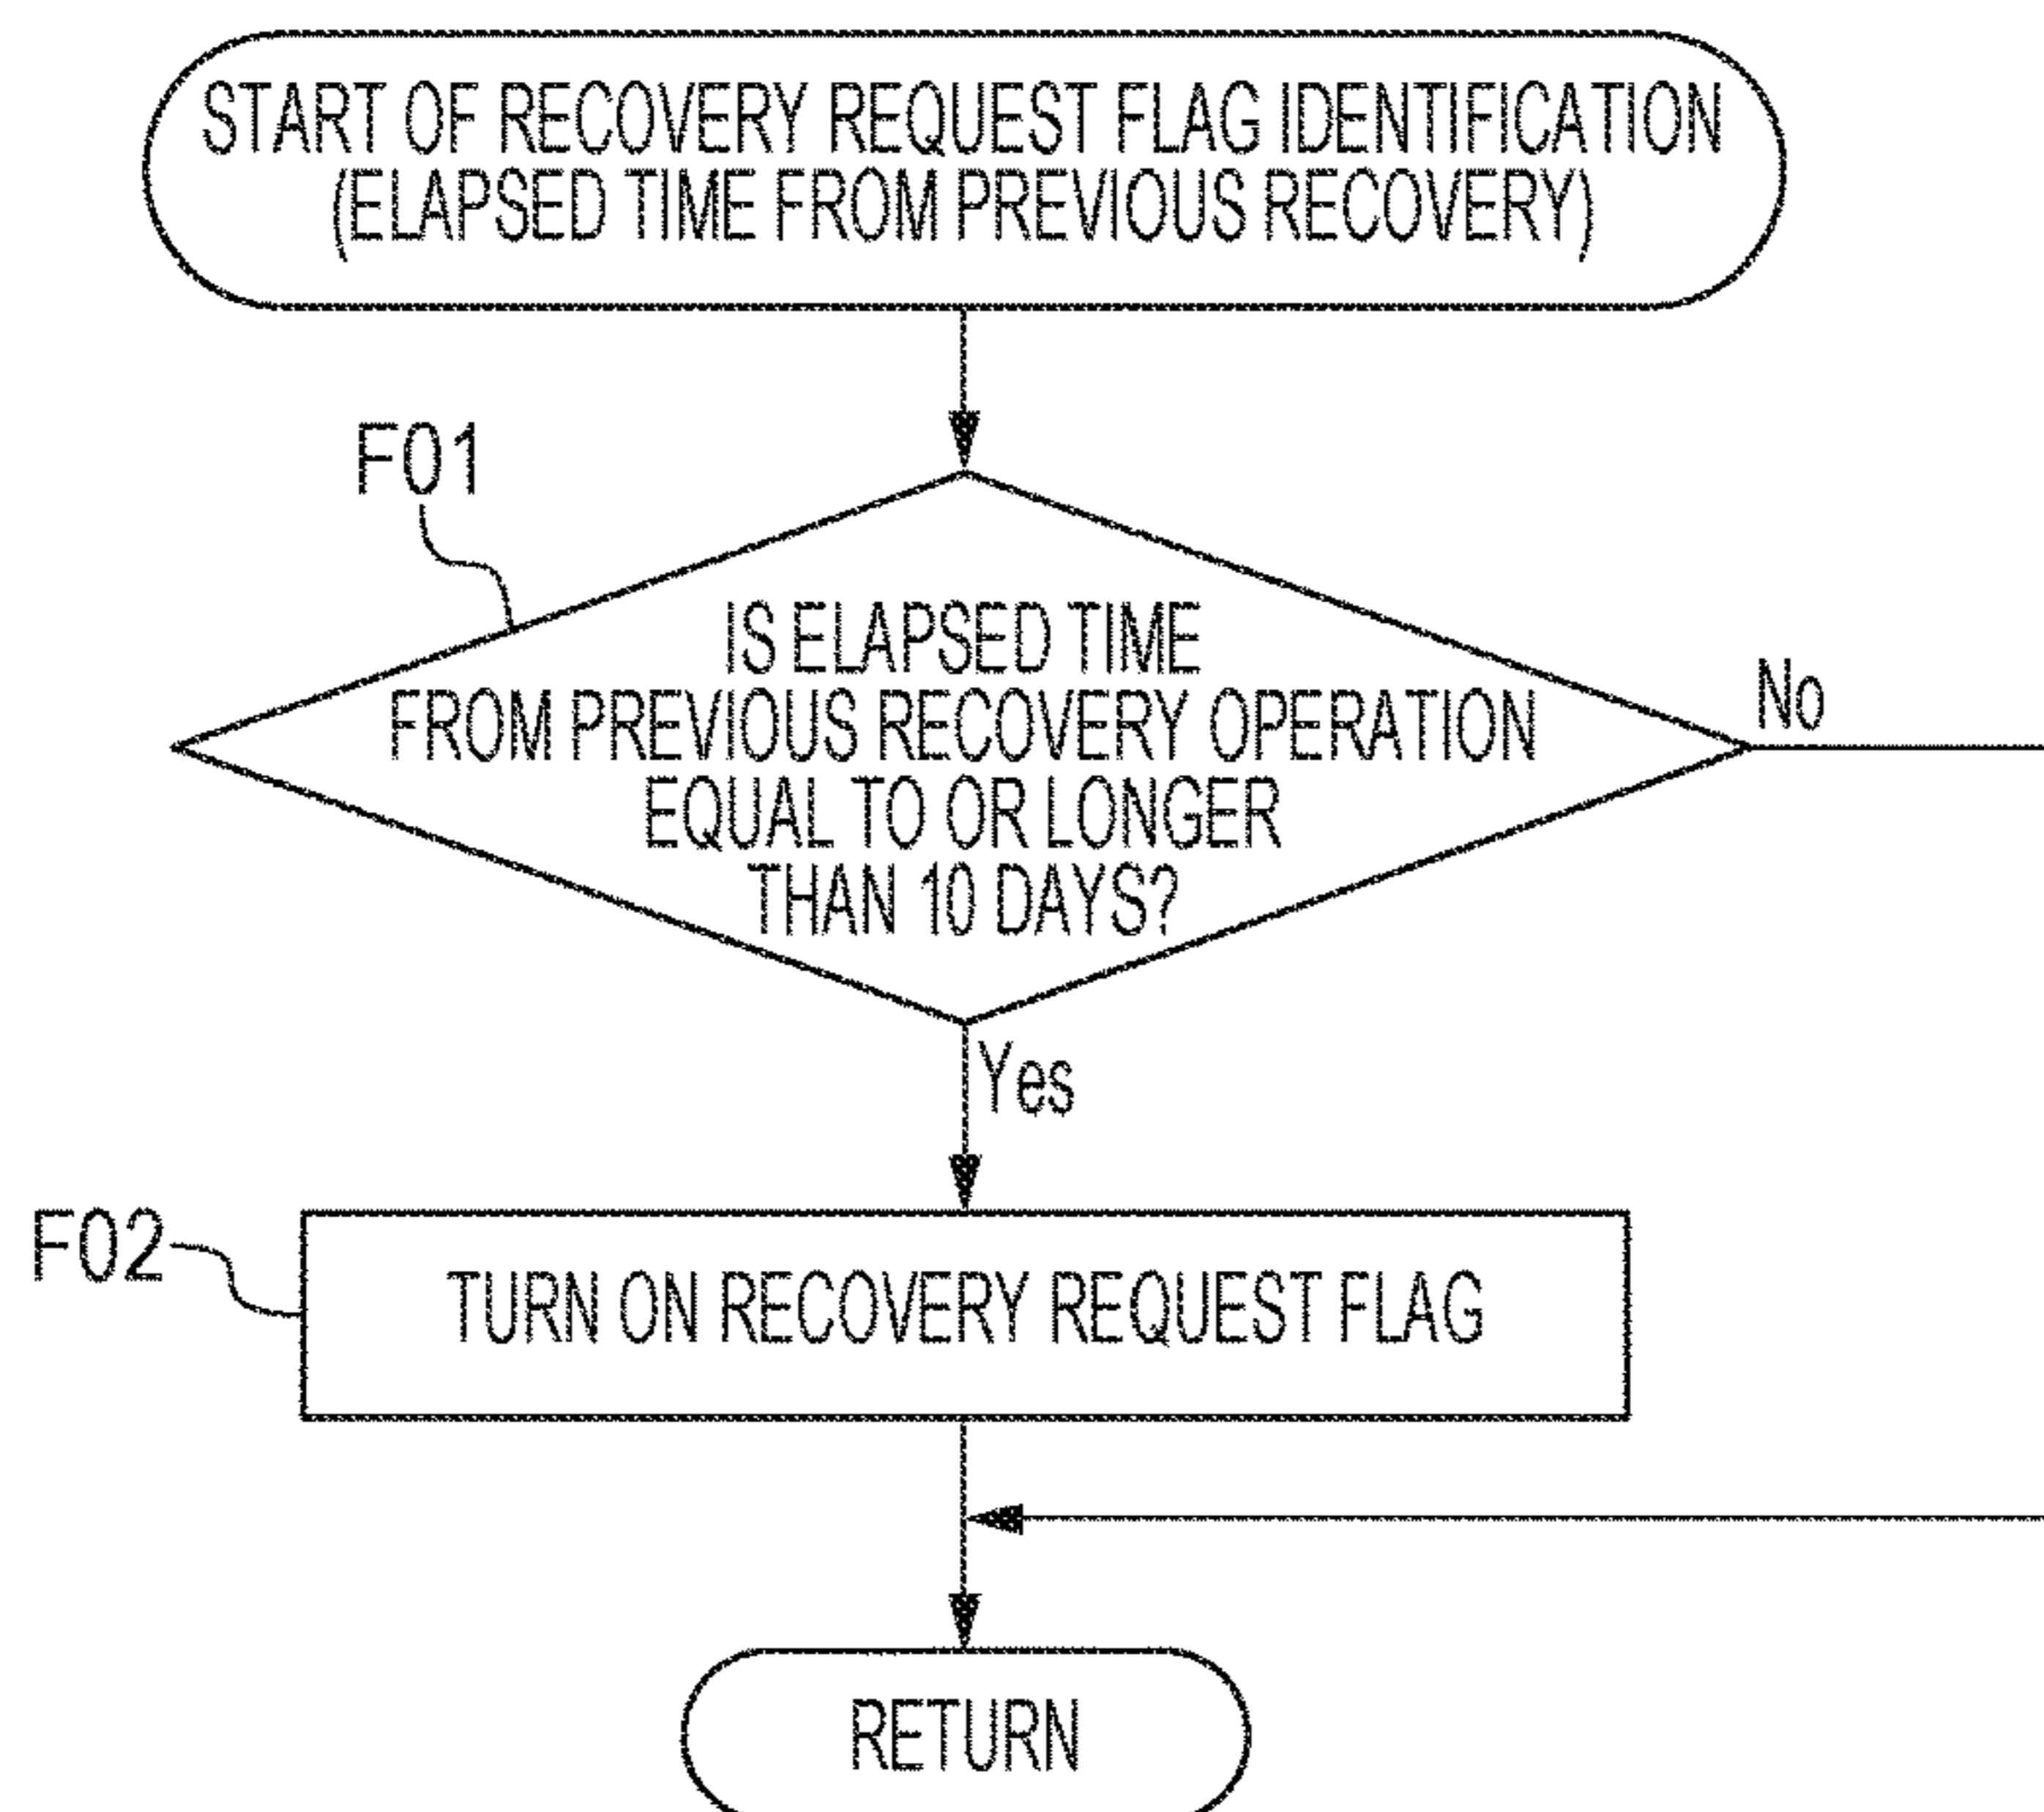 START OF RECOVERY REQUEST FLAG IDENTIFICATION
(ELAPSED TIME FROM PREVIOUS RECOVERY)
F01
IS ELAPSED TIME
FROM PREVIOUS RECOVERY OPERATION
EQUAL TO OR LONGER
THAN 10 DAYS?
No
Yes
F02
TURN ON RECOVERY REQUEST FLAG
RETURN